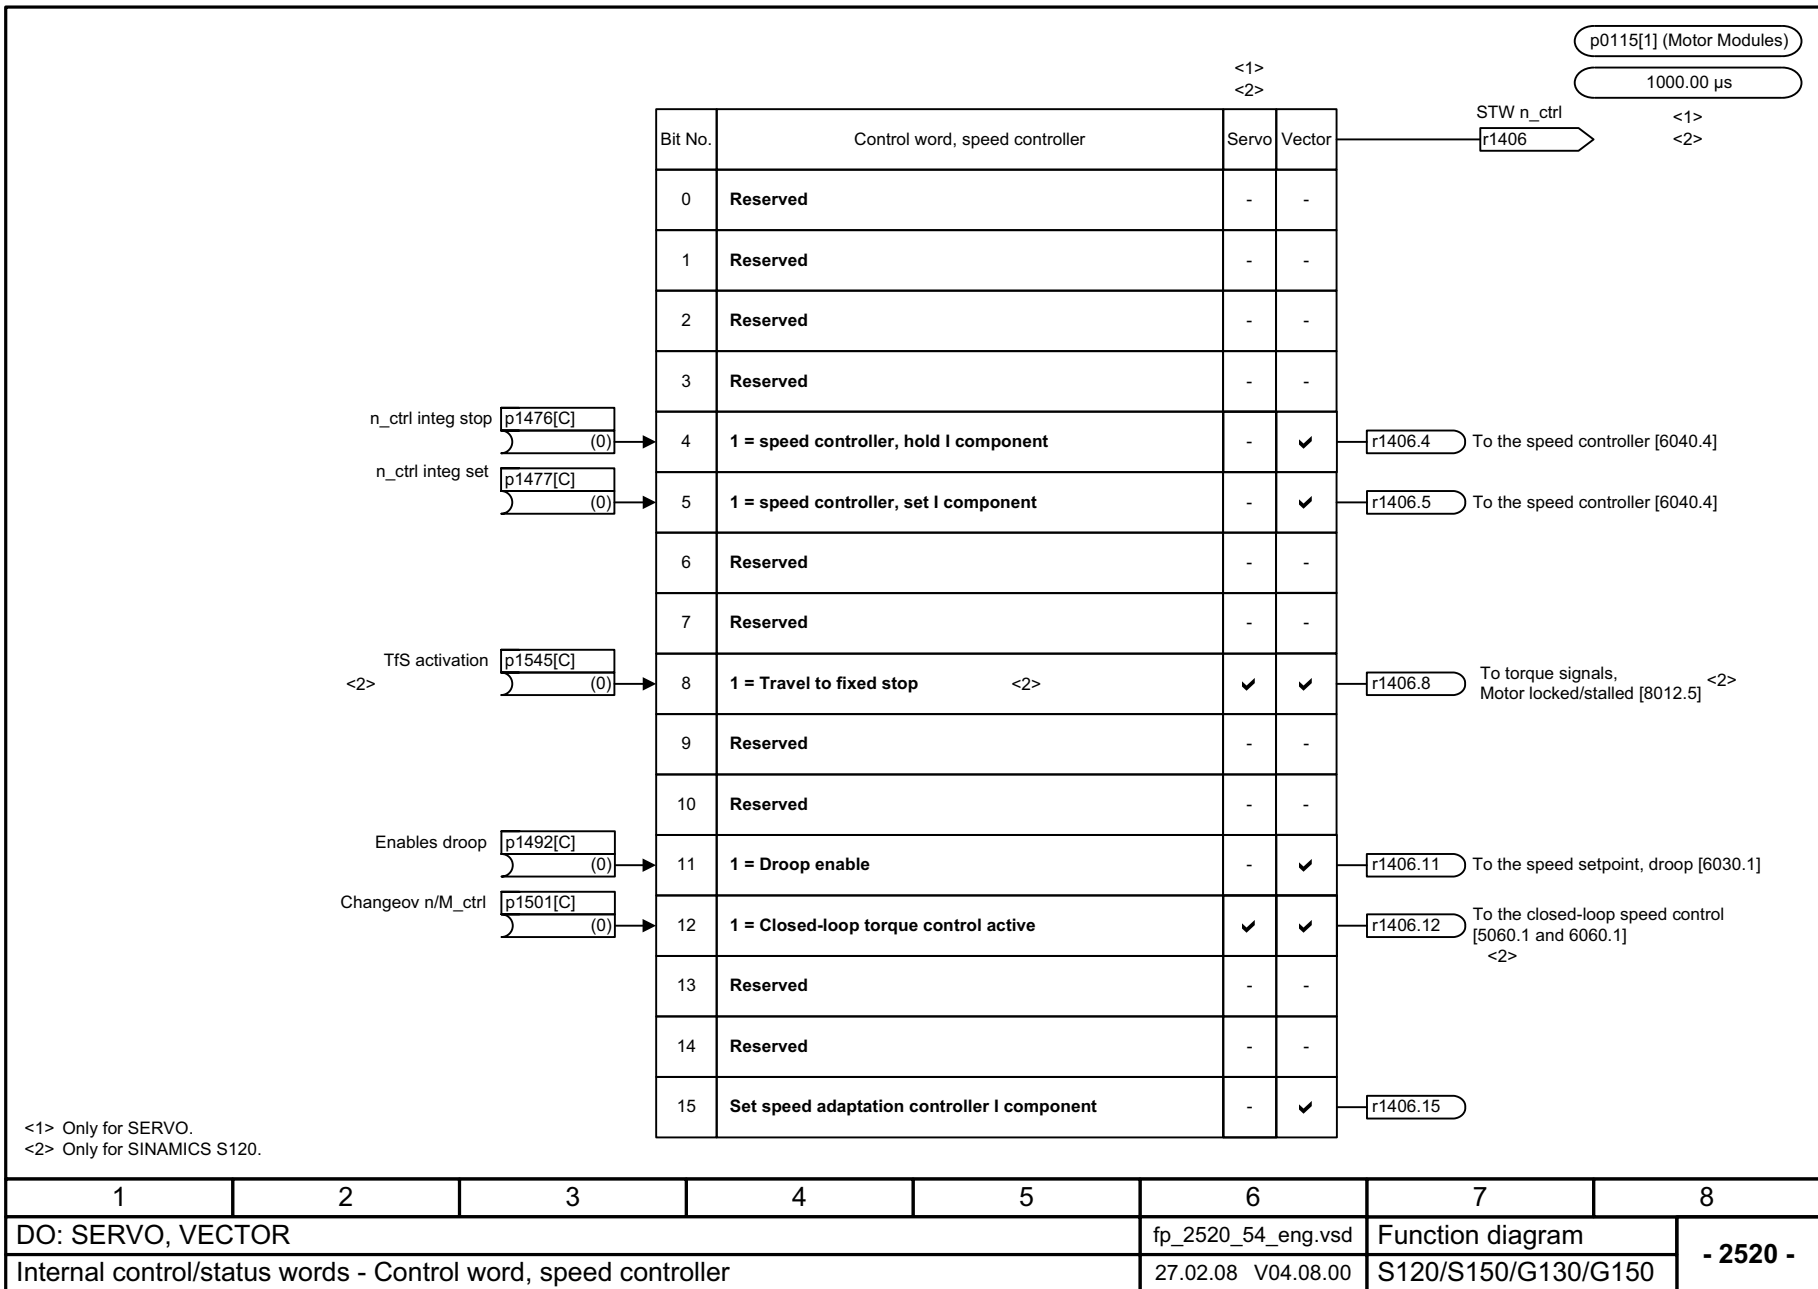 p0115[1] (Motor Modules)
1000.00 µs
<1>
<2>
<1>
<2>
STW n_ctrl
r1406
Bit No. Control word, speed controller Servo Vector
0 Reserved - -
1 Reserved - -
2 Reserved - -
3 Reserved - -
n_ctrl integ stop p1476[C]
(0) 4 1 = speed controller, hold I component - ✔ r1406.4 To the speed controller [6040.4]
n_ctrl integ set p1477[C]
(0) 5 1 = speed controller, set I component - ✔ r1406.5 To the speed controller [6040.4]
6 Reserved - -
7 Reserved - -
TfS activation p1545[C]
<2> (0) 8 1 = Travel to fixed stop <2> ✔ ✔ r1406.8 To torque signals,
Motor locked/stalled [8012.5] <2>
9 Reserved - -
10 Reserved - -
Enables droop p1492[C]
(0) 11 1 = Droop enable - ✔ r1406.11 To the speed setpoint, droop [6030.1]
Changeov n/M_ctrl p1501[C]
(0) 12 1 = Closed-loop torque control active ✔ ✔ r1406.12 To the closed-loop speed control
[5060.1 and 6060.1]
<2>
13 Reserved - -
14 Reserved - -
15 Set speed adaptation controller I component - ✔ r1406.15
<1> Only for SERVO.
<2> Only for SINAMICS S120.
1 2 3 4 5 6 7 8
DO: SERVO, VECTOR fp_2520_54_eng.vsd Function diagram
- 2520 -
Internal control/status words - Control word, speed controller 27.02.08 V04.08.00 S120/S150/G130/G150